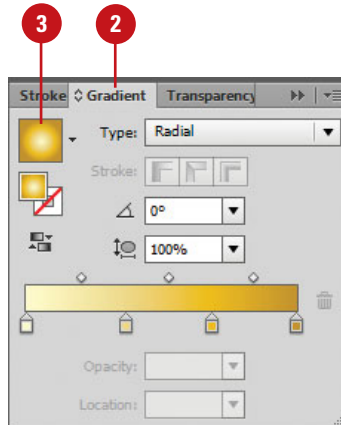 3 2
Stroke Gradient Transparency
Type: Radial
Stroke:
0°
100%
Opacity:
Location: